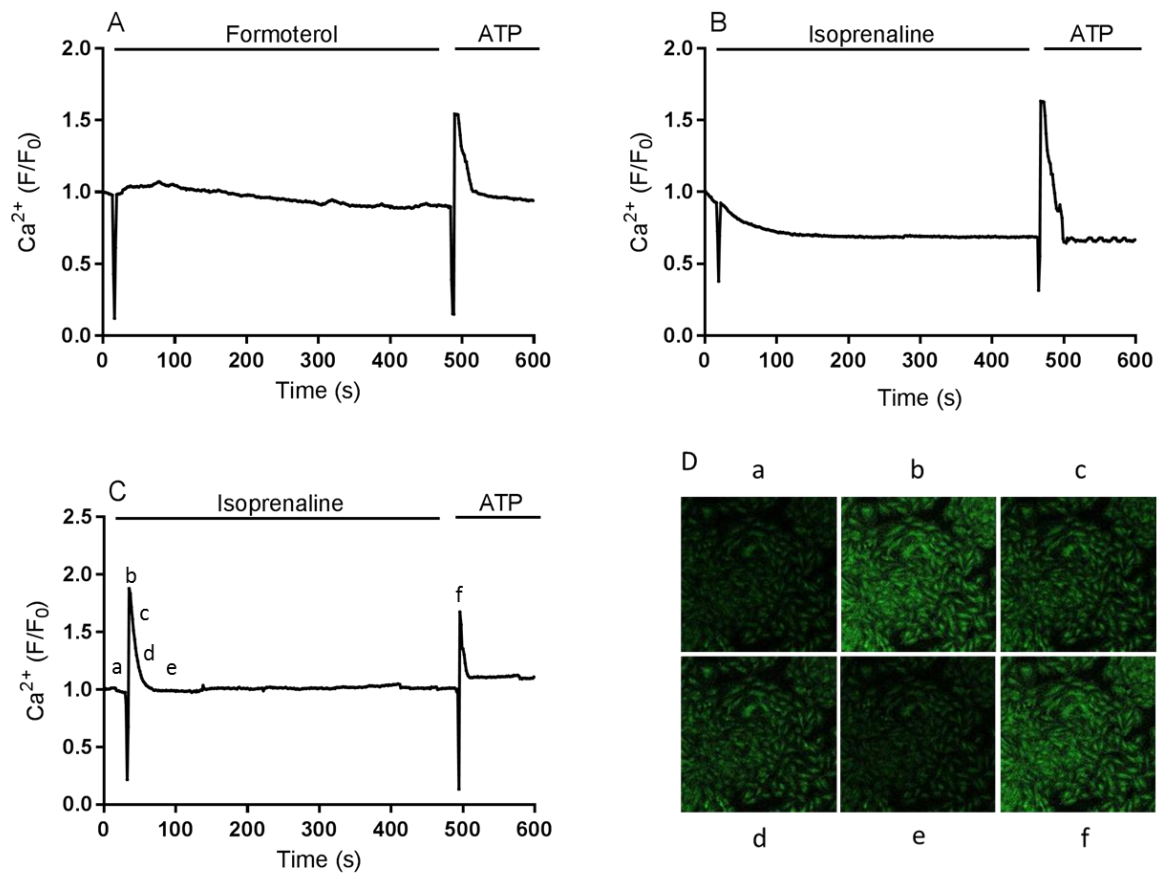 A
Formoterol ATP
2.0
1.5
1.0
0.5
0.0
Ca2+ (F/F0)
0 100 200 300 400 500 600
Time (s)
B
Isoprenaline ATP
2.0
1.5
1.0
0.5
0.0
Ca2+ (F/F0)
0 100 200 300 400 500 600
Time (s)
C
Isoprenaline ATP
2.5
2.0
1.5
1.0
0.5
0.0
Ca2+ (F/F0)
b
c
d
a
e
f
0 100 200 300 400 500 600
Time (s)
D
a b c
d e f